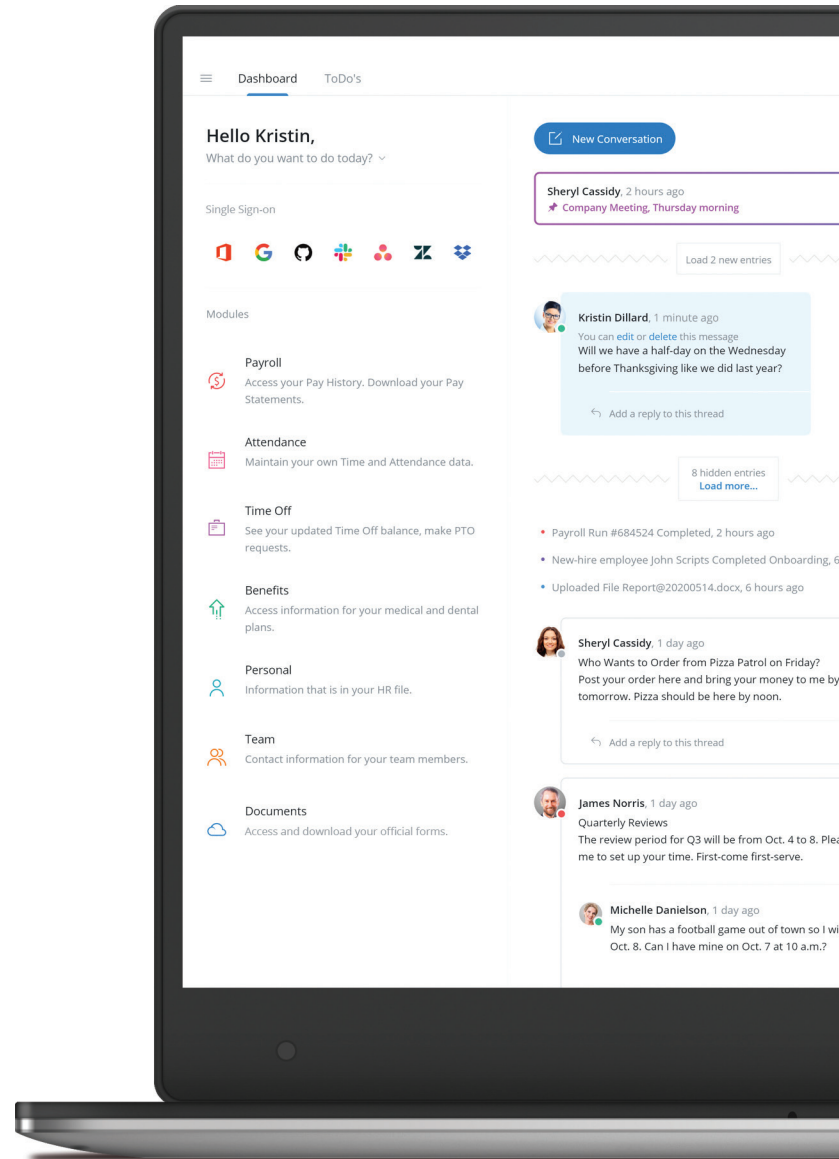 Dashboard ToDo's
Hello Kristin,
What do you want to do today?
Single Sign-on
Modules
Payroll
Access your Pay History. Download your Pay
Statements.
Attendance
Maintain your own Time and Attendance data.
Time Off
See your updated Time Off balance, make PTO
requests.
Benefits
Access information for your medical and dental
plans.
Personal
Information that is in your HR file.
Team
Contact information for your team members.
Documents
Access and download your official forms.
New Conversation
Sheryl Cassidy, 2 hours ago
Company Meeting, Thursday morning
Load 2 new entries
Kristin Dillard, 1 minute ago
You can edit or delete this message
Will we have a half-day on the Wednesday
before Thanksgiving like we did last year?
Add a reply to this thread
8 hidden entries
Load more...
• Payroll Run #684524 Completed, 2 hours ago
• New-hire employee John Scripts Completed Onboarding, 6
• Uploaded File Report@20200514.docx, 6 hours ago
Sheryl Cassidy, 1 day ago
Who Wants to Order from Pizza Patrol on Friday?
Post your order here and bring your money to me by
tomorrow. Pizza should be here by noon.
Add a reply to this thread
James Norris, 1 day ago
Quarterly Reviews
The review period for Q3 will be from Oct. 4 to 8. Plea
me to set up your time. First-come first-serve.
Michelle Danielson, 1 day ago
My son has a football game out of town so I wi
Oct. 8. Can I have mine on Oct. 7 at 10 a.m.?